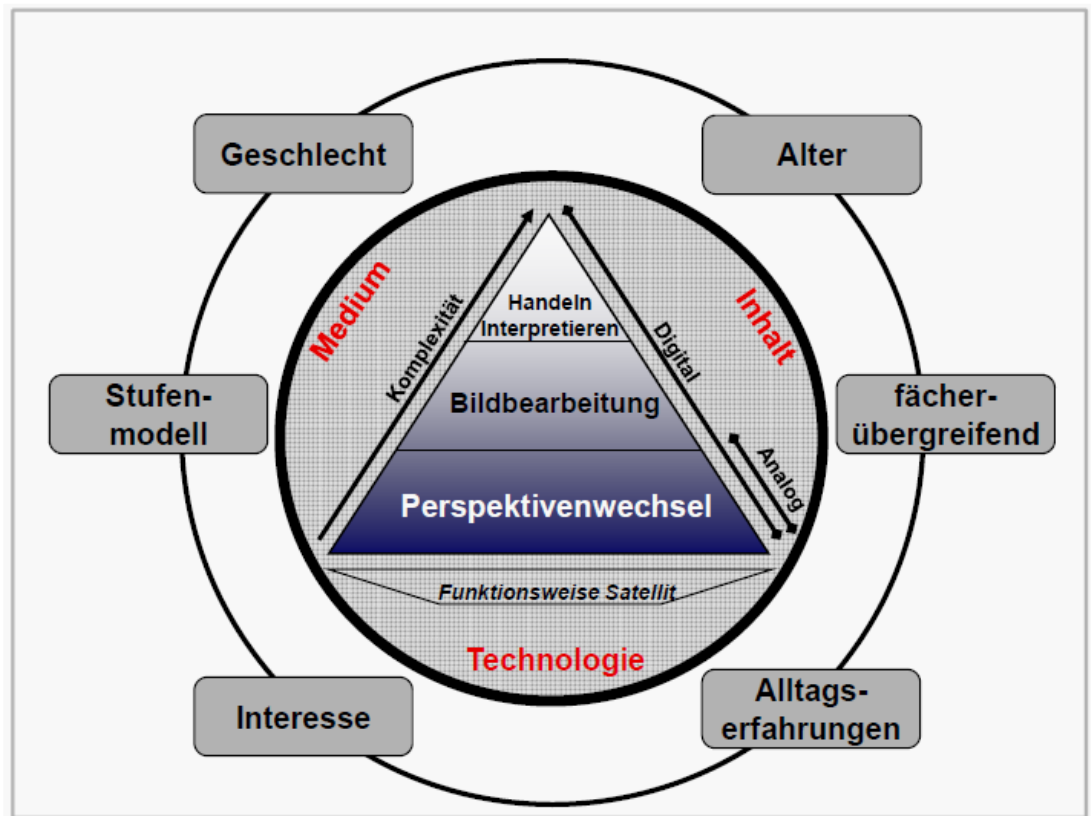 Geschlecht
Alter
Medium
Inhalt
Komplexität
Digital
Analog
Handeln
Interpretieren
Bildbearbeitung
Perspektivenwechsel
Stufen-
modell
fächer-
übergreifend
Funktionsweise Satellit
Technologie
Interesse
Alltags-
erfahrungen